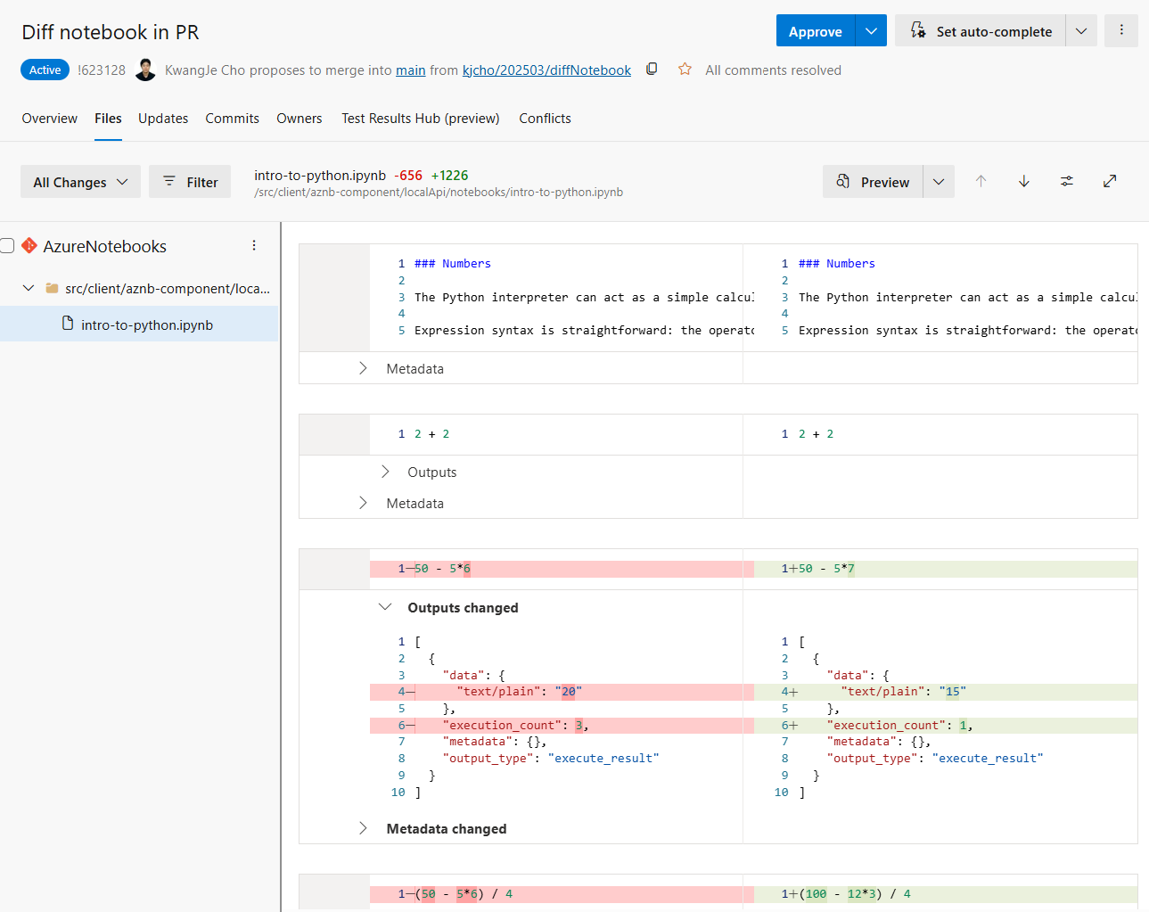 Diff notebook in PR
Approve
Set auto-complete
Active !623128 KwangJe Cho proposes to merge into main from kjcho/202503/diffNotebook All comments resolved
Overview Files Updates Commits Owners Test Results Hub (preview) Conflicts
All Changes Filter
intro-to-python.ipynb -656 +1226
/src/client/aznb-component/localApi/notebooks/intro-to-python.ipynb
Preview
AzureNotebooks
src/client/aznb-component/loca...
intro-to-python.ipynb
1 ### Numbers 1 ### Numbers
2 2
3 The Python interpreter can act as a simple calcul 3 The Python interpreter can act as a simple calcul
4 4
5 Expression syntax is straightforward: the operato 5 Expression syntax is straightforward: the operato
Metadata
1 2 + 2 1 2 + 2
Outputs
Metadata
1—50 - 5*6 1+50 - 5*7
Outputs changed
1 [ 1 [
2 { 2 {
3 "data": { 3 "data": {
4— "text/plain": "20" 4+ "text/plain": "15"
5 }, 5 },
6— "execution_count": 3, 6+ "execution_count": 1,
7 "metadata": {}, 7 "metadata": {},
8 "output_type": "execute_result" 8 "output_type": "execute_result"
9 } 9 }
10 ] 10 ]
Metadata changed
1—(50 - 5*6) / 4 1+(100 - 12*3) / 4